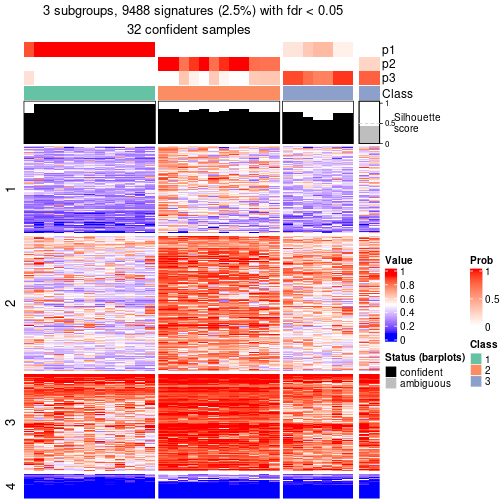 3 subgroups, 9488 signatures (2.5%) with fdr < 0.05
32 confident samples
p1
p2
p3
Class
1
0.5
0
Silhouette
score
1
2
3
4
Value
1
0.8
0.6
0.4
0.2
0
Prob
1
0.5
0
Status (barplots)
confident
ambiguous
Class
1
2
3